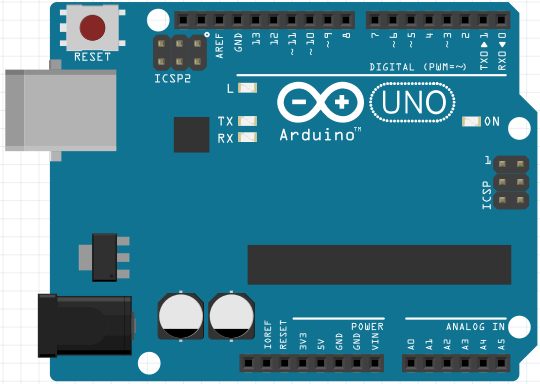 RESET
ICSP2
AREF
GND
13
12
~11
~10
~9
8
7
~6
~5
4
~3
2
TX0▶1
RX0◀0
DIGITAL (PWM=~)
L
TX
RX
Arduino™
UNO
ON
1
ICSP
POWER
ANALOG IN
IOREF
RESET
3V3
5V
GND
GND
VIN
A0
A1
A2
A3
A4
A5